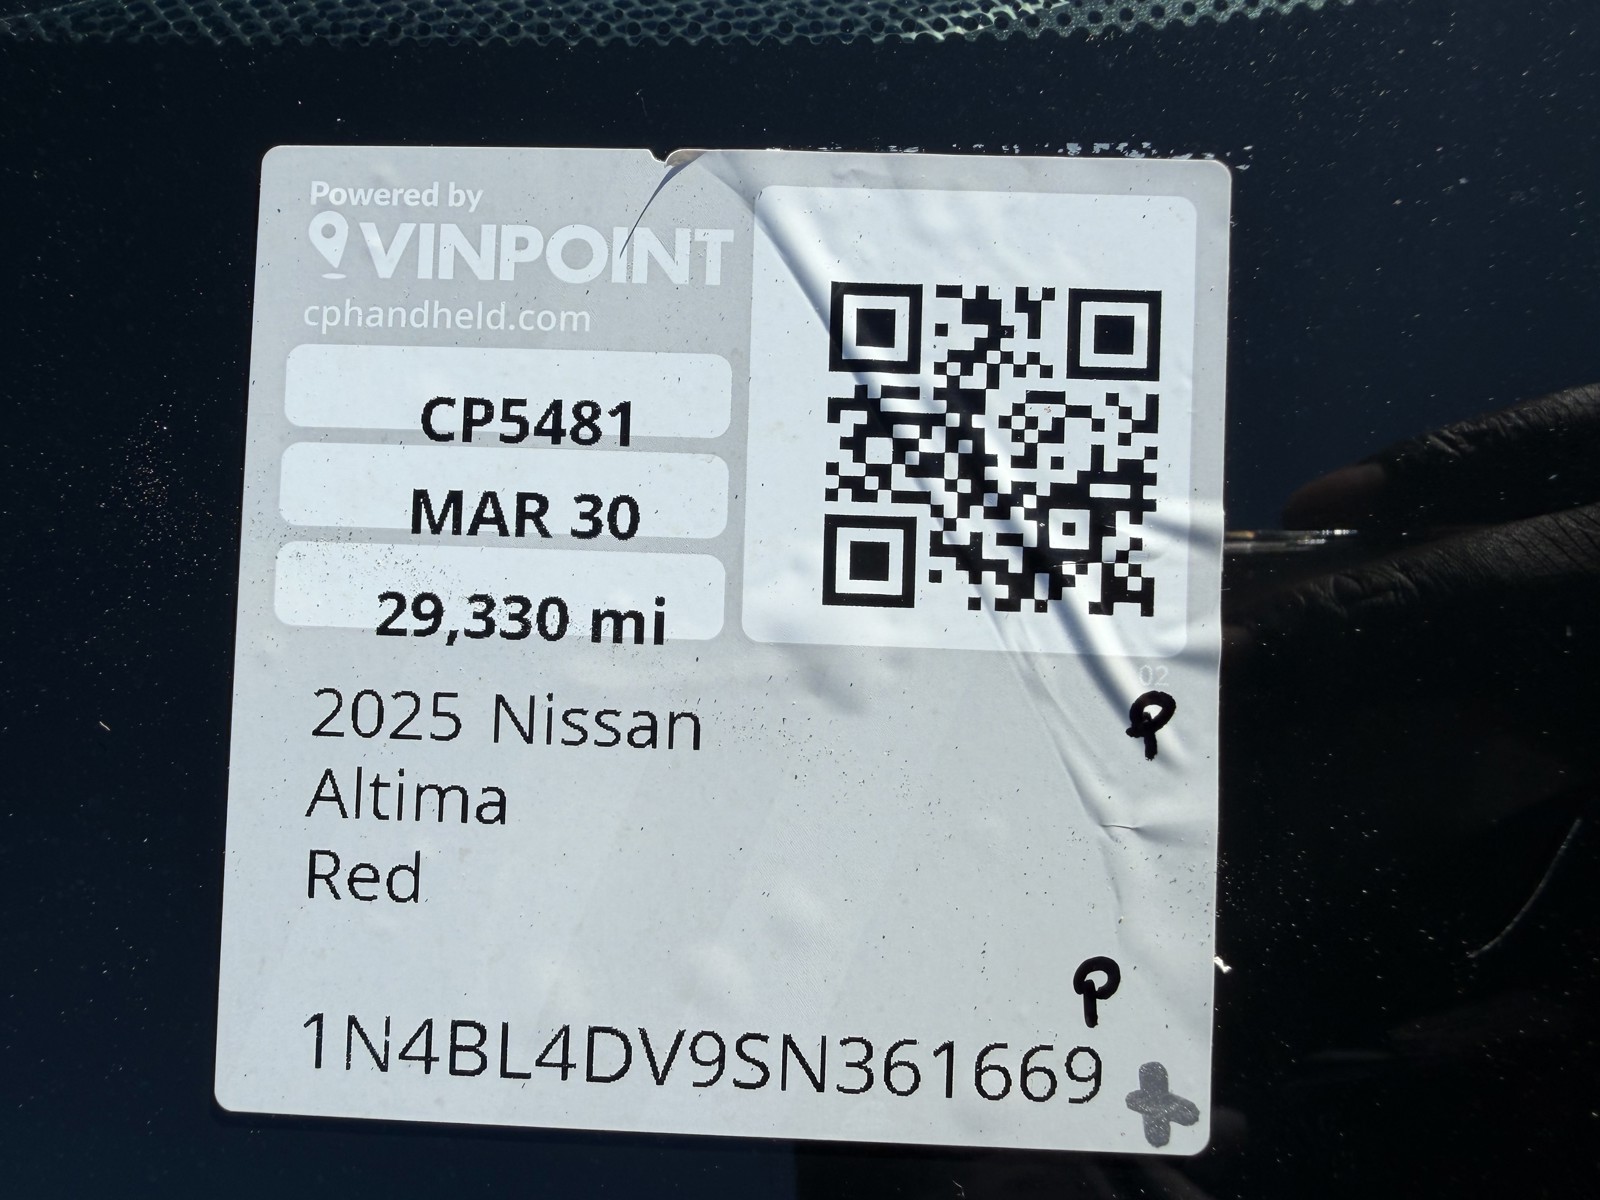 Powered by
VINPOINT
cphandheld.com
CP5481
MAR 30
29,330 mi
02
2025 Nissan
Altima
Red
P
P
1N4BL4DV9SN361669